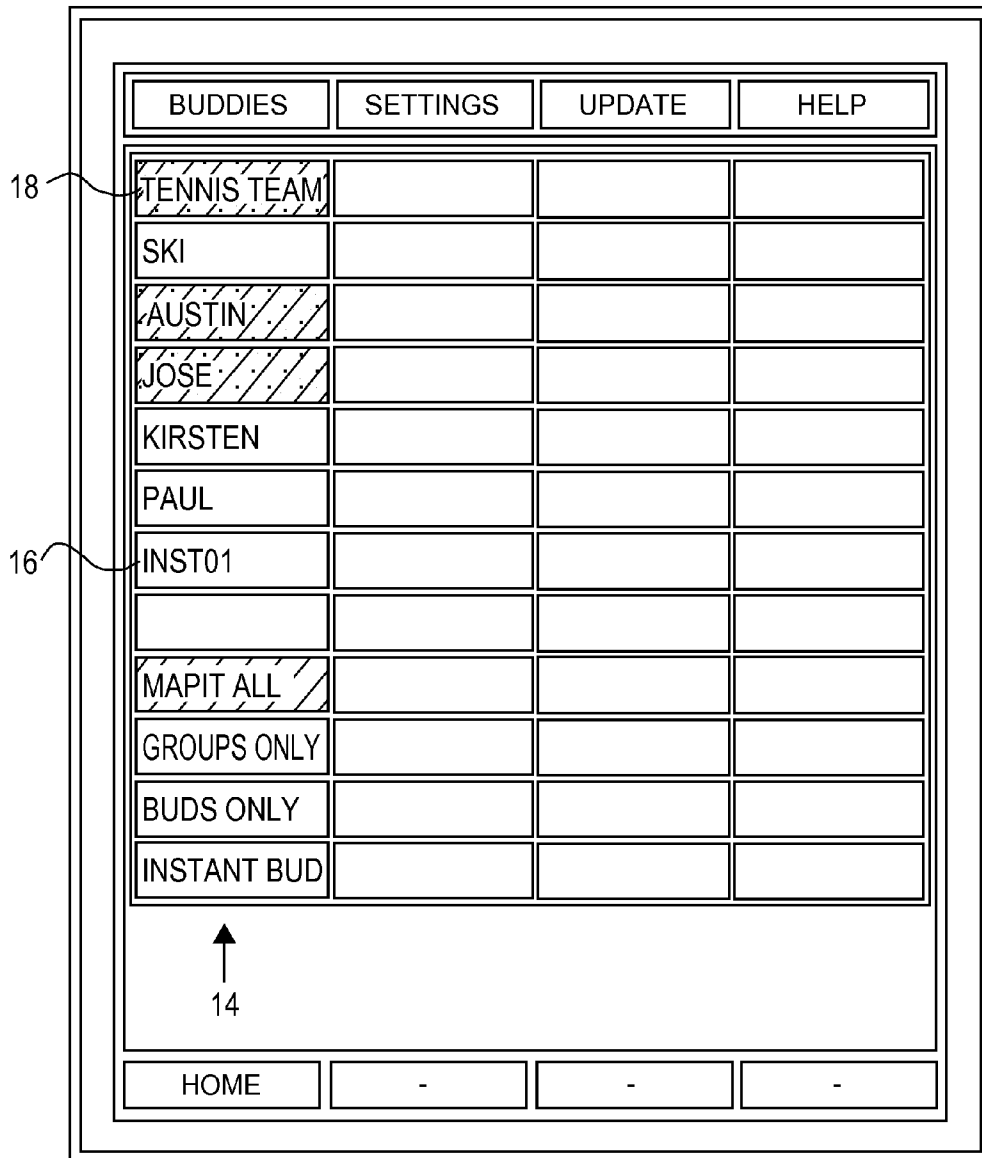 BUDDIES SETTINGS UPDATE HELP
18 TENNIS TEAM
SKI
AUSTIN
JOSE
KIRSTEN
PAUL
16 INST01
MAPIT ALL
GROUPS ONLY
BUDS ONLY
INSTANT BUD
14
HOME - - -